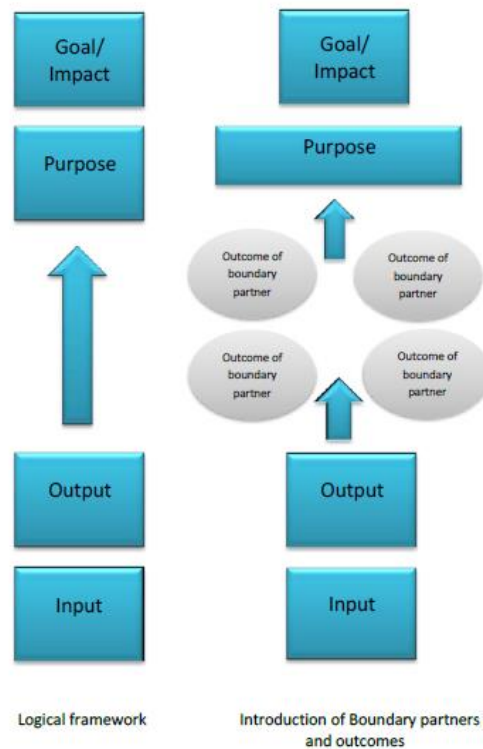 Goal/
Impact
Purpose
Output
Input
Logical framework
Goal/
Impact
Purpose
Outcome of
boundary
partner
Outcome of
boundary
partner
Outcome of
boundary
partner
Outcome of
boundary
partner
Output
Input
Introduction of Boundary partners
and outcomes